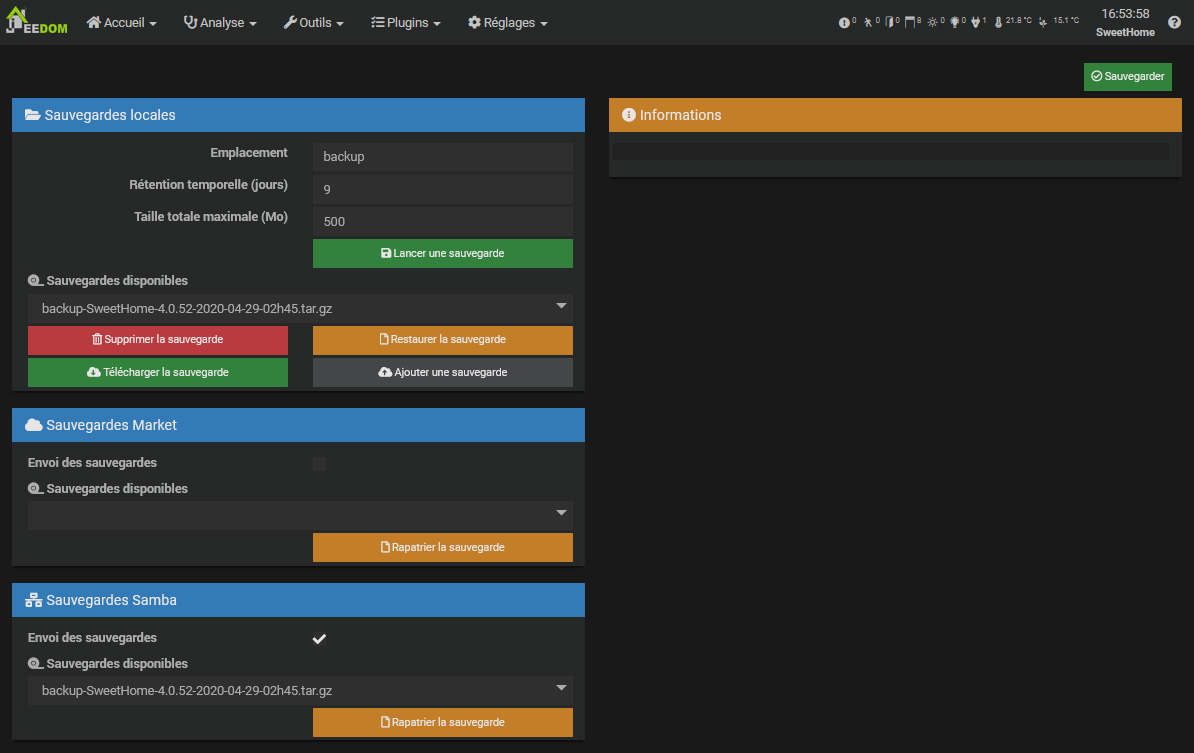 EEDOM Accueil Analyse Outils Plugins Réglages 0 0 0 8 0 0 1 21.8 °C 15.1 °C 16:53:58
SweetHome
Sauvegarder
Sauvegardes locales
Emplacement backup
Rétention temporelle (jours) 9
Taille totale maximale (Mo) 500
Lancer une sauvegarde
Sauvegardes disponibles
backup-SweetHome-4.0.52-2020-04-29-02h45.tar.gz
Supprimer la sauvegarde Restaurer la sauvegarde
Télécharger la sauvegarde Ajouter une sauvegarde
Sauvegardes Market
Envoi des sauvegardes
Sauvegardes disponibles
Rapatrier la sauvegarde
Sauvegardes Samba
Envoi des sauvegardes
Sauvegardes disponibles
backup-SweetHome-4.0.52-2020-04-29-02h45.tar.gz
Rapatrier la sauvegarde
Informations